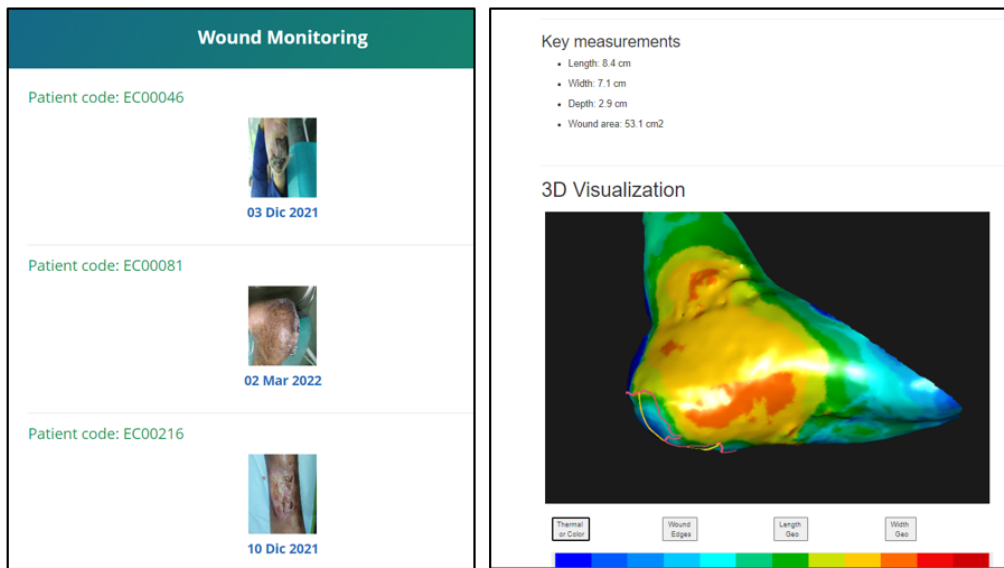 Wound Monitoring
Patient code: EC00046
03 Dic 2021
Patient code: EC00081
02 Mar 2022
Patient code: EC00216
10 Dic 2021
Key measurements
Length: 8.4 cm
Width: 7.1 cm
Depth: 2.9 cm
Wound area: 53.1 cm2
3D Visualization
Thermal
or Color
Wound
Edges
Length
Geo
Width
Geo